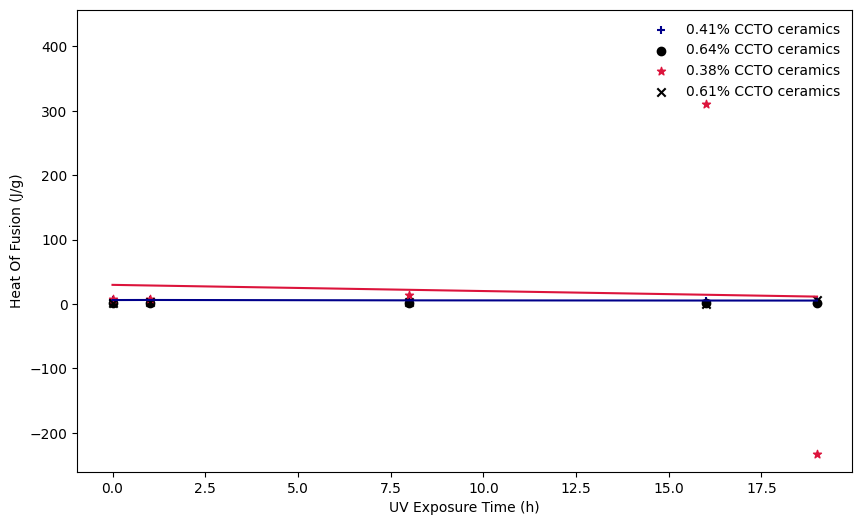 400
300
200
100
0
−100
−200
Heat Of Fusion (J/g)
0.41% CCTO ceramics
0.64% CCTO ceramics
0.38% CCTO ceramics
0.61% CCTO ceramics
0.0 2.5 5.0 7.5 10.0 12.5 15.0 17.5
UV Exposure Time (h)